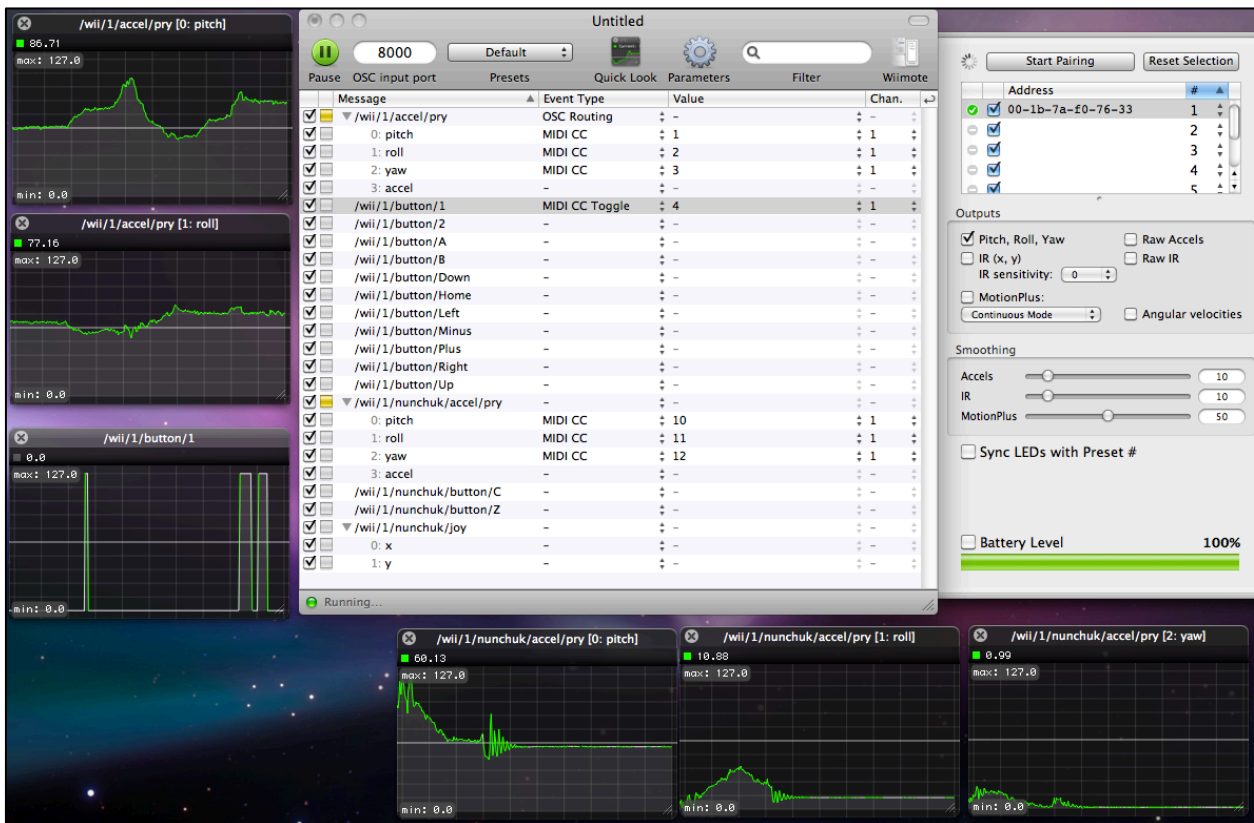 /wii/1/accel/pry [0: pitch]
86.71
max: 127.0
min: 0.0
/wii/1/accel/pry [1: roll]
77.16
max: 127.0
min: 0.0
/wii/1/button/1
0.0
max: 127.0
min: 0.0
Untitled
8000 Default
Pause OSC input port Presets Quick Look Parameters Filter Wiimote
Message Event Type Value Chan.
/wii/1/accel/pry OSC Routing – –
0: pitch MIDI CC 1 1
1: roll MIDI CC 2 1
2: yaw MIDI CC 3 1
3: accel – – –
/wii/1/button/1 MIDI CC Toggle 4 1
/wii/1/button/2 – – –
/wii/1/button/A – – –
/wii/1/button/B – – –
/wii/1/button/Down – – –
/wii/1/button/Home – – –
/wii/1/button/Left – – –
/wii/1/button/Minus – – –
/wii/1/button/Plus – – –
/wii/1/button/Right – – –
/wii/1/button/Up – – –
/wii/1/nunchuk/accel/pry – – –
0: pitch MIDI CC 10 1
1: roll MIDI CC 11 1
2: yaw MIDI CC 12 1
3: accel – – –
/wii/1/nunchuk/button/C – – –
/wii/1/nunchuk/button/Z – – –
/wii/1/nunchuk/joy – – –
0: x – – –
1: y – – –
Running...
Start Pairing Reset Selection
Address #
00-1b-7a-f0-76-33 1
2
3
4
5
Outputs
Pitch, Roll, Yaw Raw Accels
IR (x, y) Raw IR
IR sensitivity: 0
MotionPlus:
Continuous Mode Angular velocities
Smoothing
Accels 10
IR 10
MotionPlus 50
Sync LEDs with Preset #
Battery Level 100%
/wii/1/nunchuk/accel/pry [0: pitch]
60.13
max: 127.0
min: 0.0
/wii/1/nunchuk/accel/pry [1: roll]
10.88
max: 127.0
min: 0.0
/wii/1/nunchuk/accel/pry [2: yaw]
0.99
max: 127.0
min: 0.0